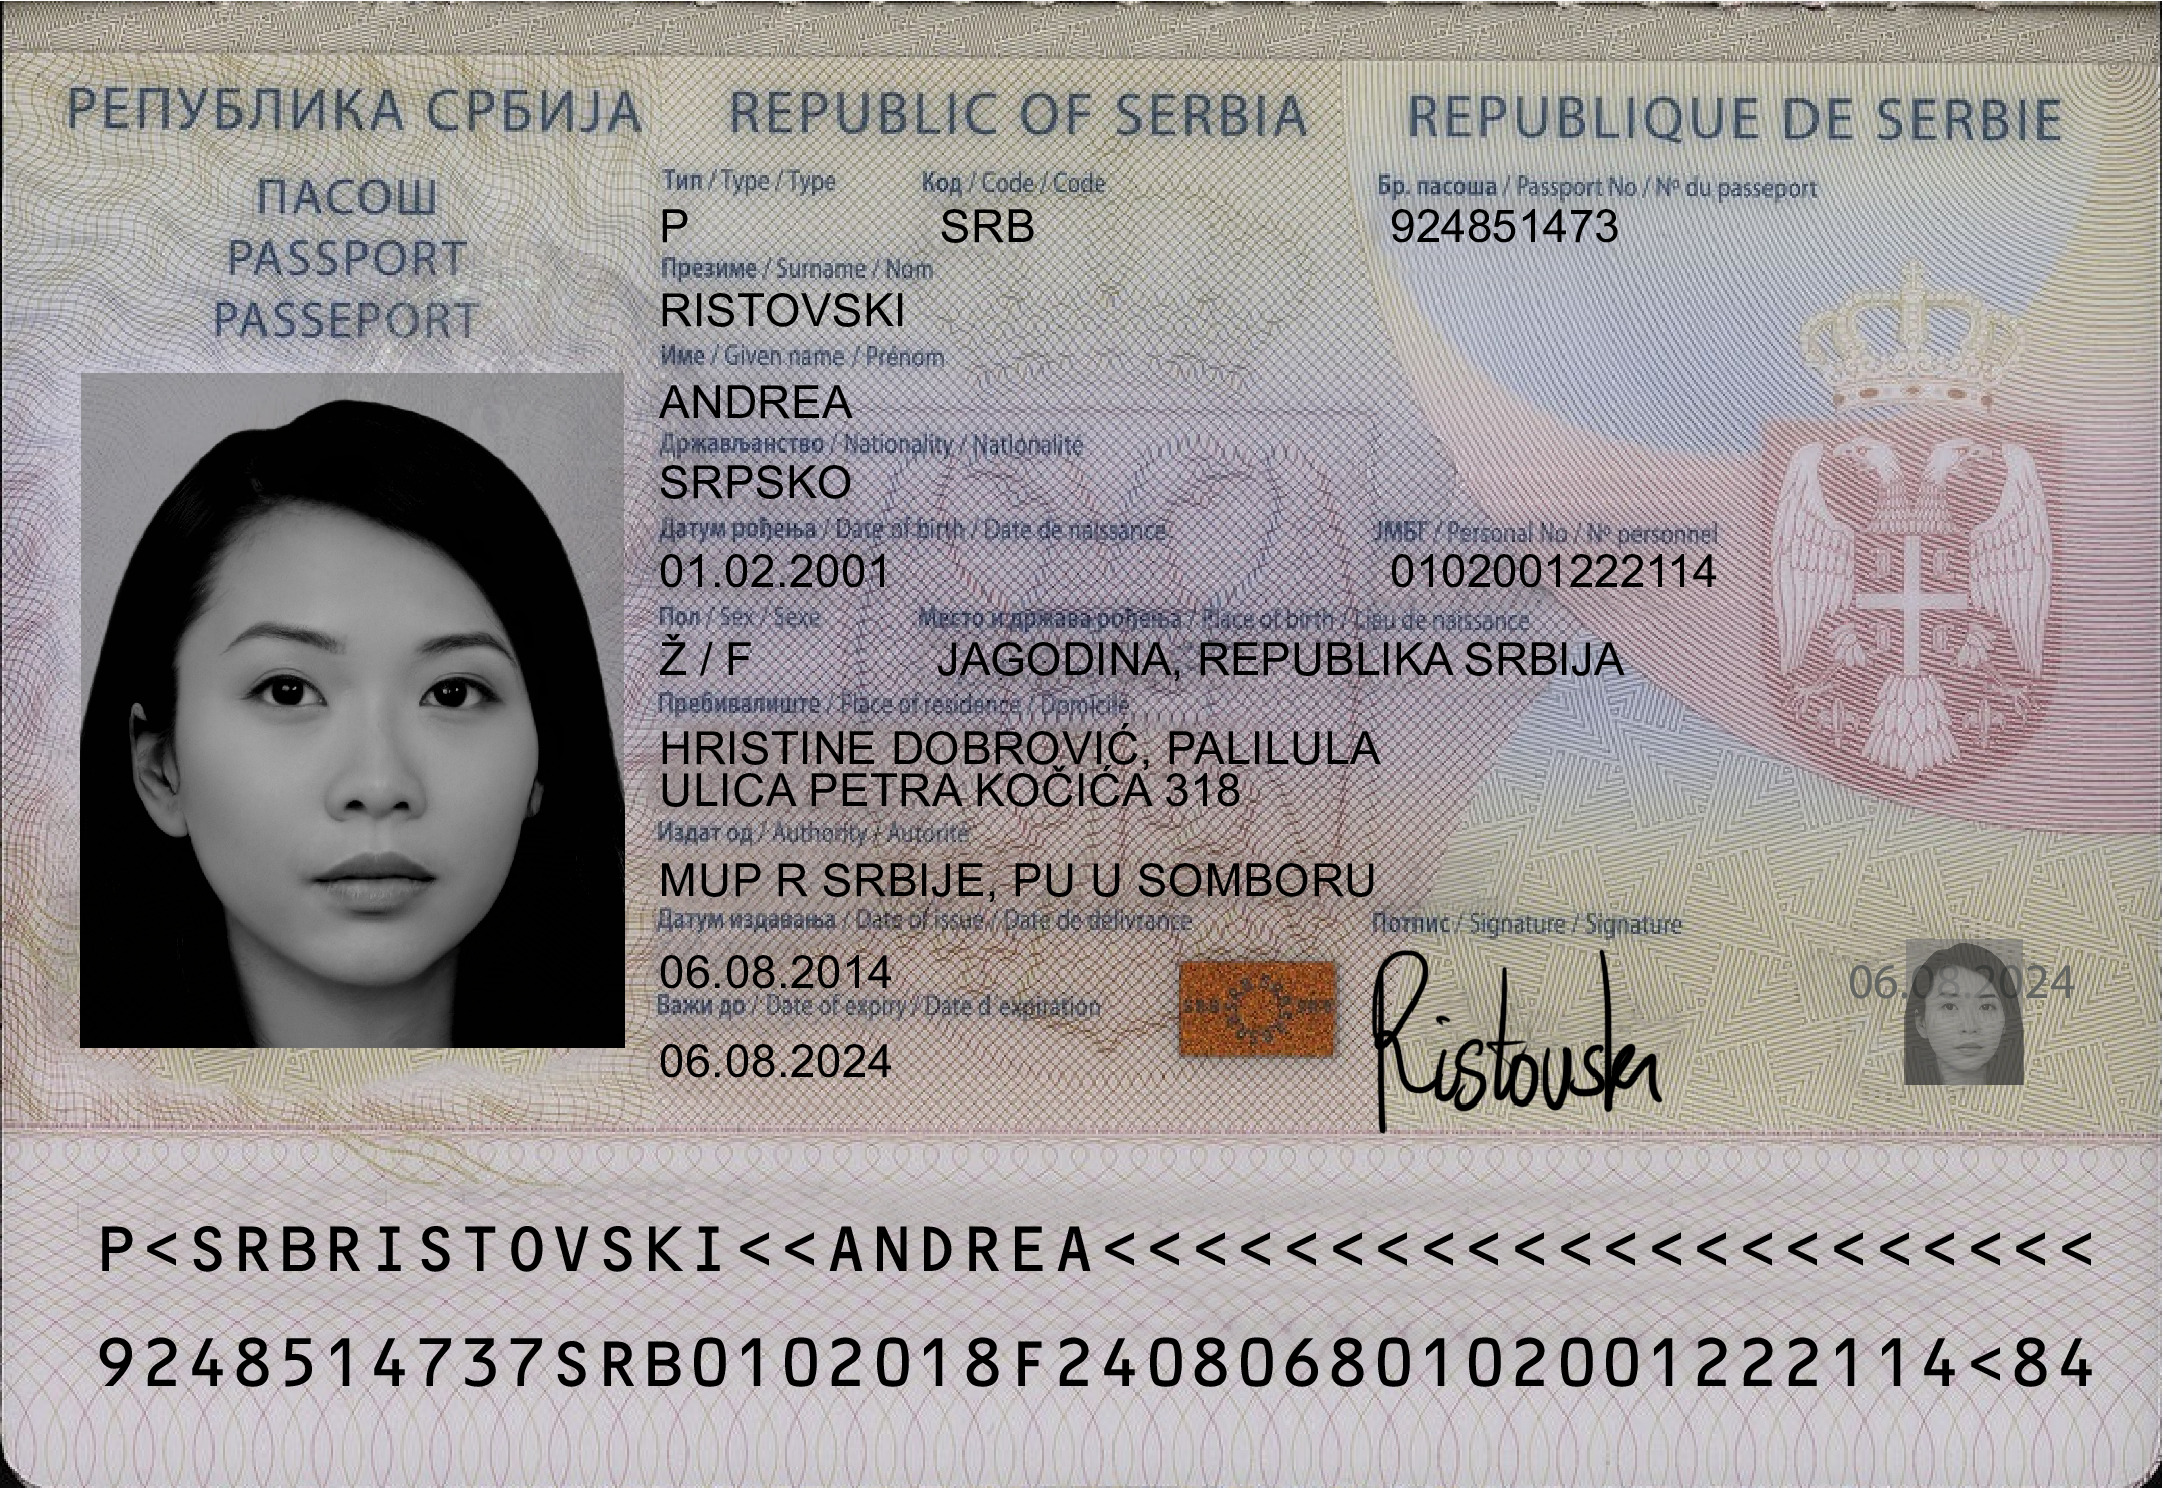 РЕПУБЛИКА СРБИЈА REPUBLIC OF SERBIA REPUBLIQUE DE SERBIE
ПАСОШ
PASSPORT
PASSEPORT
Тип / Type / Type Код / Code / Code Бр. пасоша / Passport No / Nº du passeport
P SRB 924851473
Презиме / Surname / Nom
RISTOVSKI
Име / Given name / Prénom
ANDREA
Држављанство / Nationality / Nationalité
SRPSKO
Датум рођења / Date of birth / Date de naissance ЈМБГ / Personal No / Nº personnel
01.02.2001 0102001222114
Пол / Sex / Sexe Место и држава рођења / Place of birth / Lieu de naissance
Ž / F JAGODINA, REPUBLIKA SRBIJA
Пребивалиште / Place of residence / Domicile
HRISTINE DOBROVIĆ, PALILULA
ULICA PETRA KOČIĆA 318
Издат од / Authority / Autorité
MUP R SRBIJE, PU U SOMBORU
Датум издавања / Date of issue / Date de délivrance Потпис / Signature / Signature
06.08.2014
Важи до / Date of expiry / Date d expiration
06.08.2024
Ristovski
06.08.2024
P<SRBRISTOVSKI<<ANDREA<<<<<<<<<<<<<<<<<<<<<<
9248514737SRB0102018F24080680102001222114<84